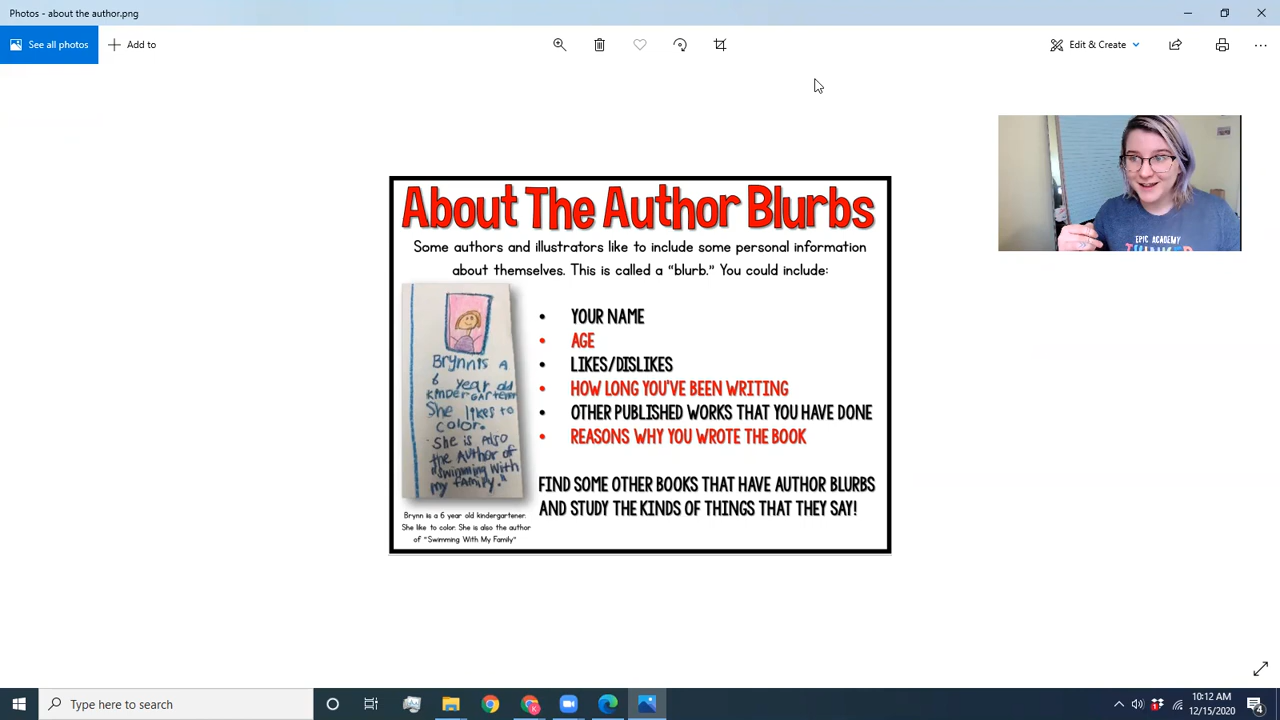 Photos - about the author.png
See all photos
Add to
Edit & Create
EPIC ACADEMY
About The Author Blurbs
Some authors and illustrators like to include some personal information
about themselves. This is called a “blurb.” You could include:
• YOUR NAME
• AGE
• LIKES/DISLIKES
• HOW LONG YOU'VE BEEN WRITING
• OTHER PUBLISHED WORKS THAT YOU HAVE DONE
• REASONS WHY YOU WROTE THE BOOK
FIND SOME OTHER BOOKS THAT HAVE AUTHOR BLURBS
AND STUDY THE KINDS OF THINGS THAT THEY SAY!
Brynn is A
6 year old
kindergartener
She likes to
color.
She is Also
the Author of
"Swimming with
my family."
Brynn is a 6 year old kindergartener.
She like to color. She is also the author
of "Swimming With My Family"
Type here to search
10:12 AM
12/15/2020
4